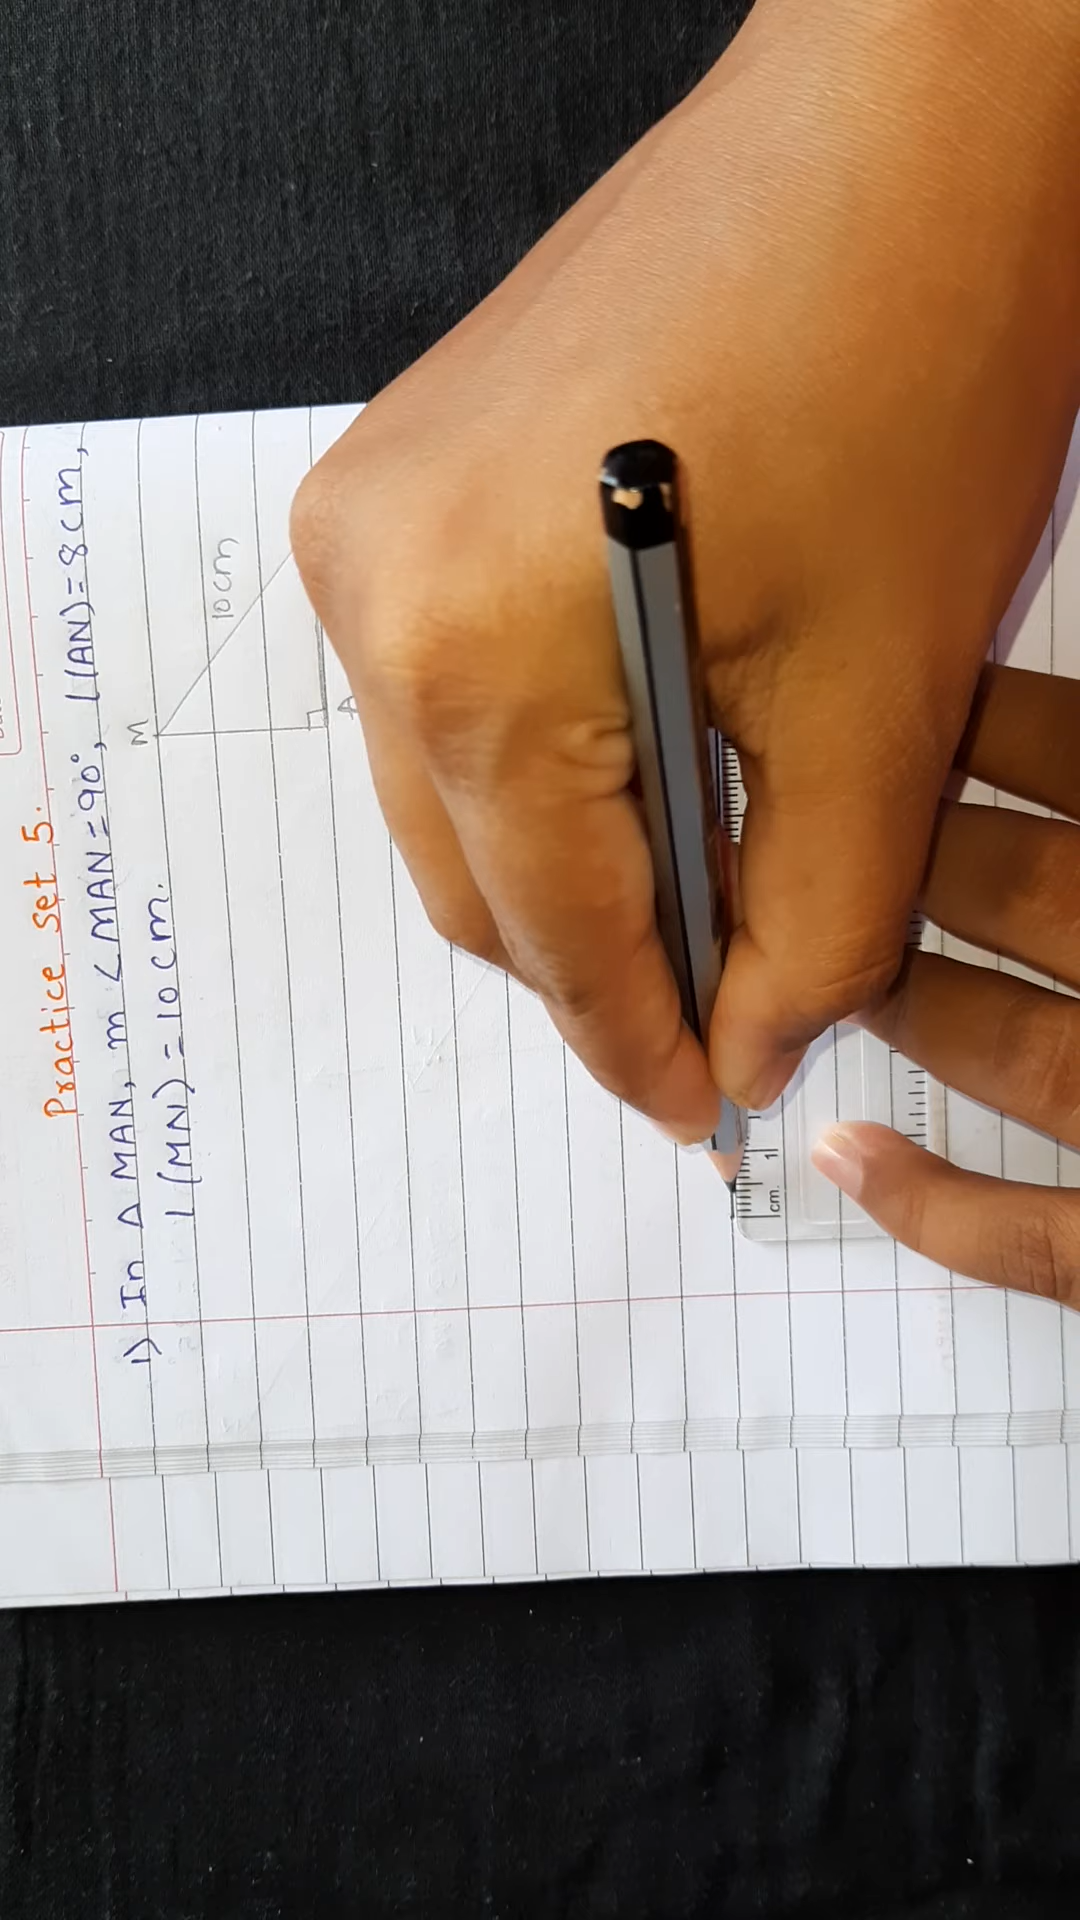 Practice set 5.
1) In Δ MAN, m < MAN = 90°, L(AN) = 8cm,
L(MN) = 10cm.
M
10cm
A
cm. 1